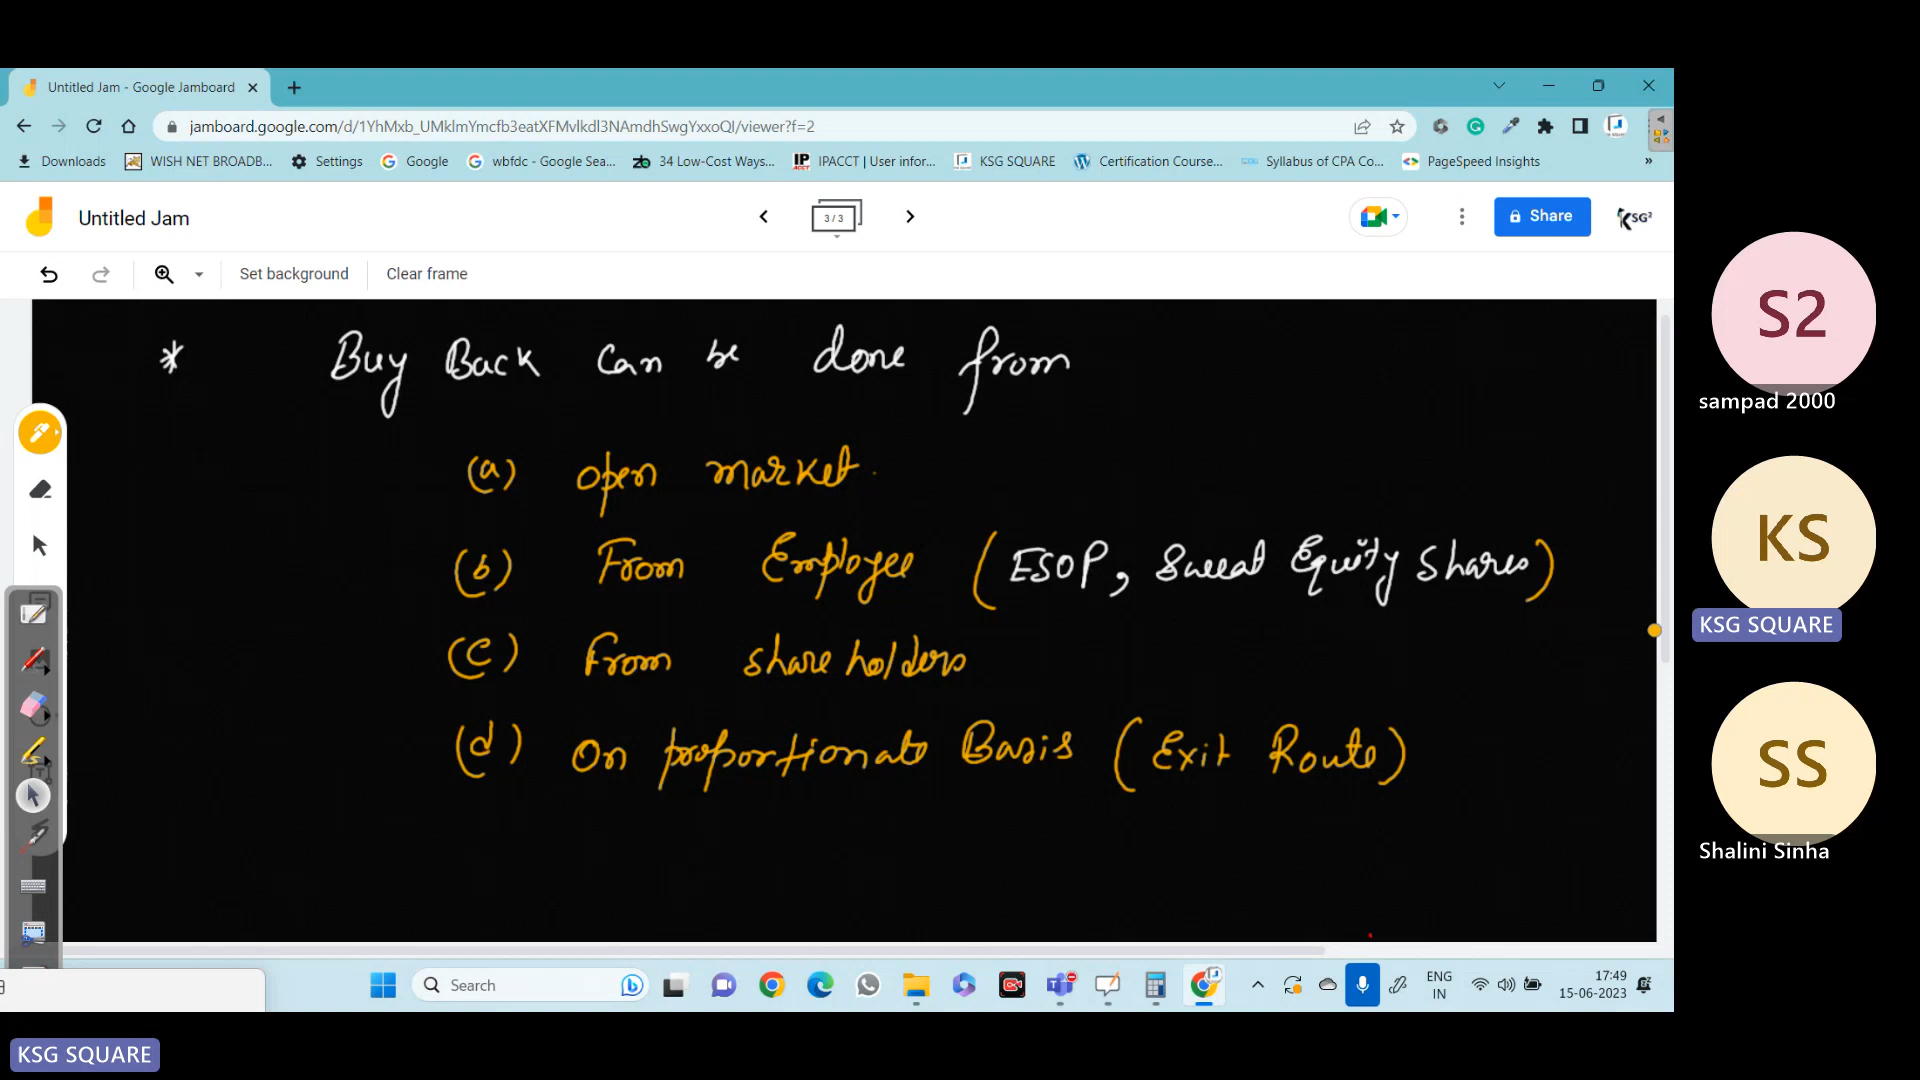 Untitled Jam - Google Jamboard
jamboard.google.com/d/1YhMxb_UMklmYmcfb3eatXFMvlkdl3NAmdhSwgYxxoQI/viewer?f=2
Downloads WISH NET BROADB... Settings Google wbfdc - Google Sea... 34 Low-Cost Ways... IPACCT | User infor... KSG SQUARE Certification Course... Syllabus of CPA Co... PageSpeed Insights »
Untitled Jam 3 / 3 Share KSG²
Set background Clear frame
* Buy Back can be done from
(a) open market.
(b) From Employee (ESOP, Sweat Equity Shares)
(c) From shareholders
(d) On proportionate Basis (Exit Route)
S2
sampad 2000
KS
KSG SQUARE
SS
Shalini Sinha
Search ENG IN 17:49 15-06-2023
KSG SQUARE